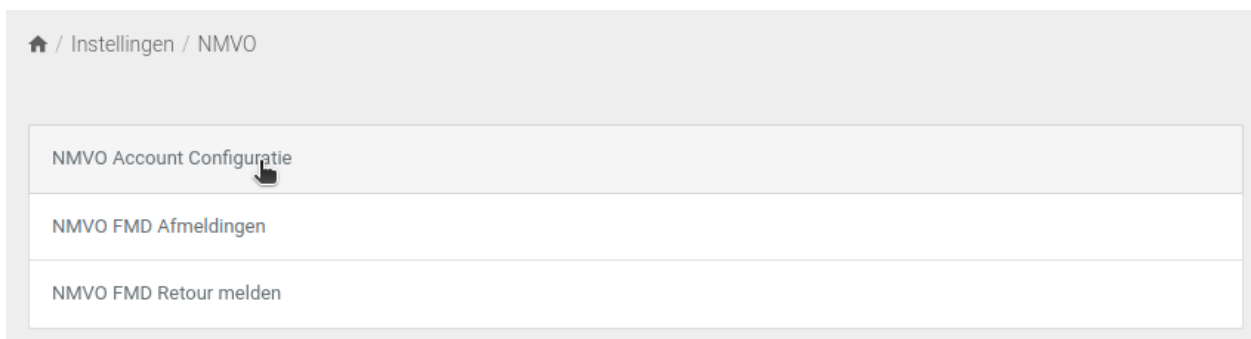 / Instellingen / NMVO
NMVO Account Configuratie
NMVO FMD Afmeldingen
NMVO FMD Retour melden